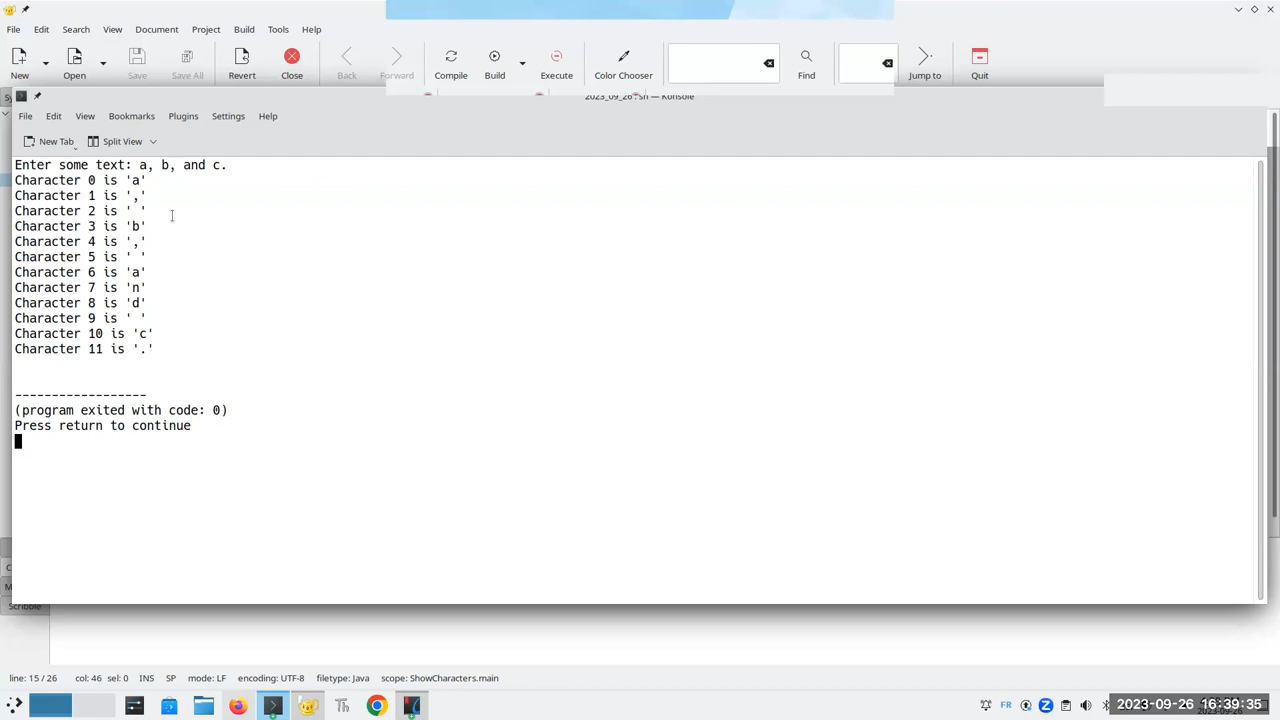 File Edit Search View Document Project Build Tools Help
New Open Save Save All Revert Close Back Forward Compile Build Execute Color Chooser Find Jump to Quit
2023_09_26 : sh — Konsole
File Edit View Bookmarks Plugins Settings Help
New Tab Split View
Enter some text: a, b, and c.
Character 0 is 'a'
Character 1 is ','
Character 2 is ' '
Character 3 is 'b'
Character 4 is ','
Character 5 is ' '
Character 6 is 'a'
Character 7 is 'n'
Character 8 is 'd'
Character 9 is ' '
Character 10 is 'c'
Character 11 is '.'
------------------
(program exited with code: 0)
Press return to continue
Scribble
line: 15 / 26 col: 46 sel: 0 INS SP mode: LF encoding: UTF-8 filetype: Java scope: ShowCharacters.main
FR 2023-09-26 16:39:35